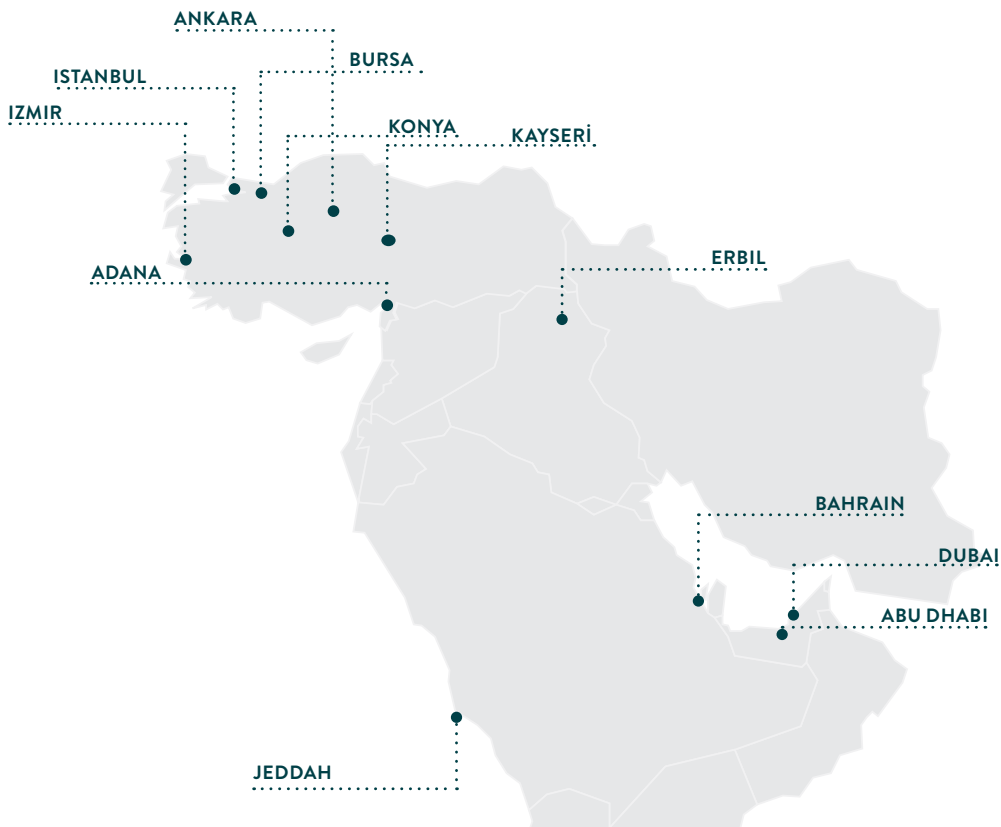 ANKARA
BURSA
ISTANBUL
IZMIR
KONYA
KAYSERİ
ERBIL
ADANA
BAHRAIN
DUBAI
ABU DHABI
JEDDAH